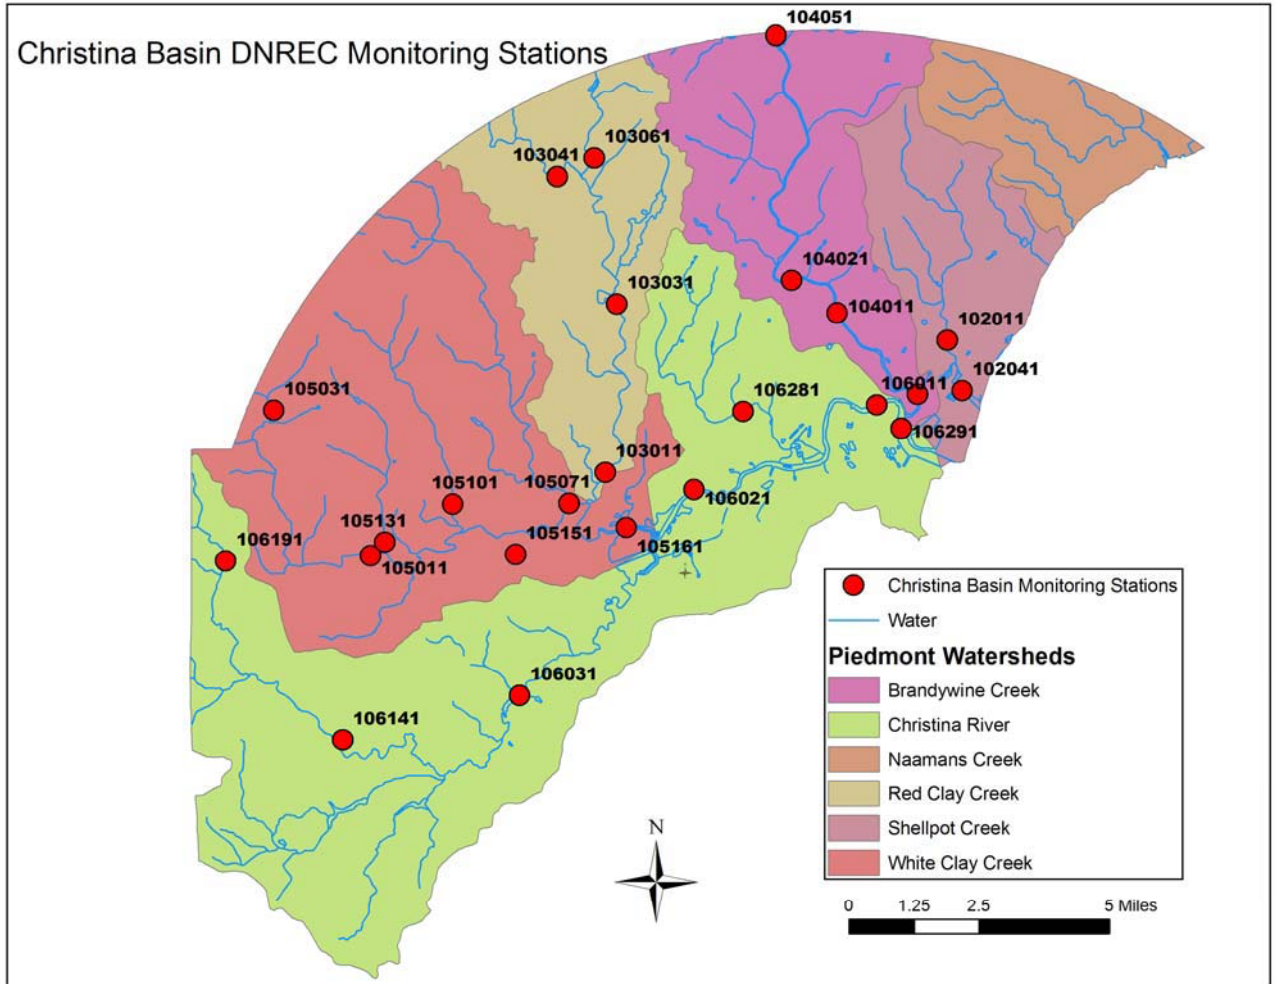 104051
Christina Basin DNREC Monitoring Stations
103061
103041
104021
103031
104011
102011
102041
105031
106281
106011
106291
103011
105101
105071
106021
105131
105151
106191
105161
105011
Christina Basin Monitoring Stations
Water
Piedmont Watersheds
Brandywine Creek
Christina River
Naamans Creek
Red Clay Creek
Shellpot Creek
White Clay Creek
106031
106141
N
0 1.25 2.5 5 Miles